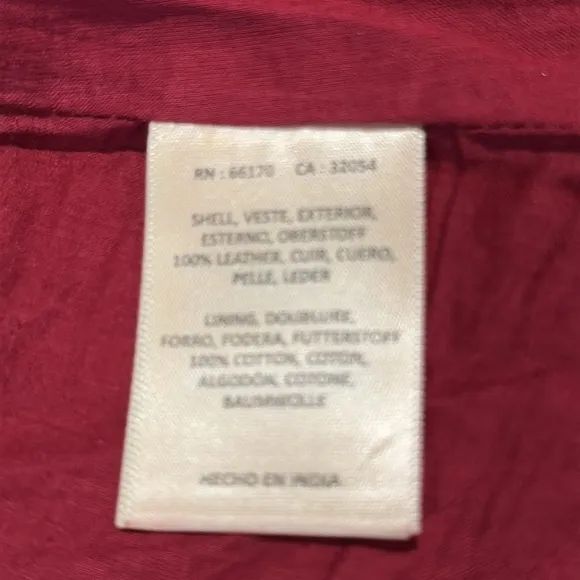 RN : 66170 CA : 32054
SHELL, VESTE, EXTERIOR,
ESTERNO, OBERSTOFF
100% LEATHER, CUIR, CUERO,
PELLE, LEDER
LINING, DOUBLURE,
FORRO, FODERA, FUTTERSTOFF
100% COTTON, COTON,
ALGODÓN, COTONE,
BAUMWOLLE
HECHO EN INDIA